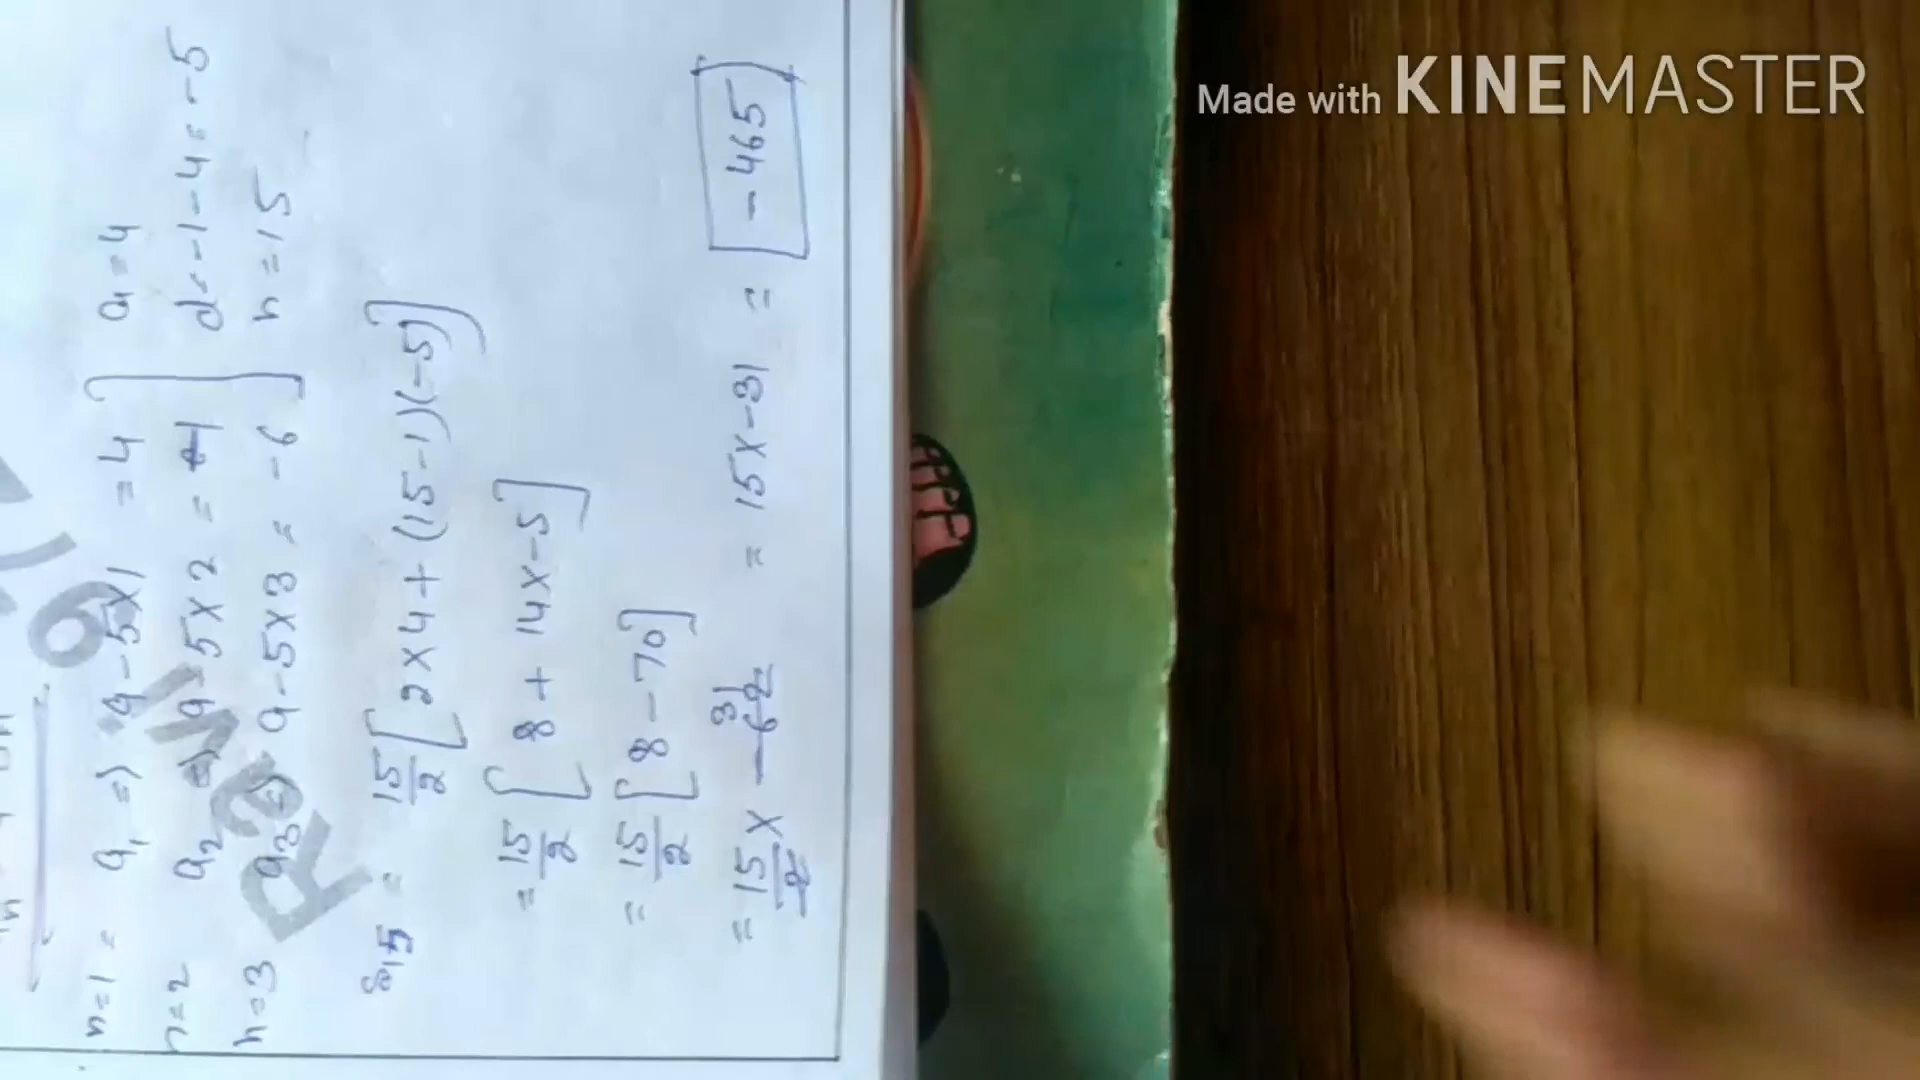 n=1 = a₁ => 9-5×1 =4 ] a=4
n=2 a₂ => 9-5×2 = -1 d=-1-4=-5
n=3 a₃ => 9-5×3 = -6 n=15
S₁₅ = 15/2 [2×4+(15-1)(-5)]
= 15/2 [8+14×-5]
= 15/2 [8-70]
= 15/2 × -62 31 = 15×-31 = -465
Made with KINEMASTER